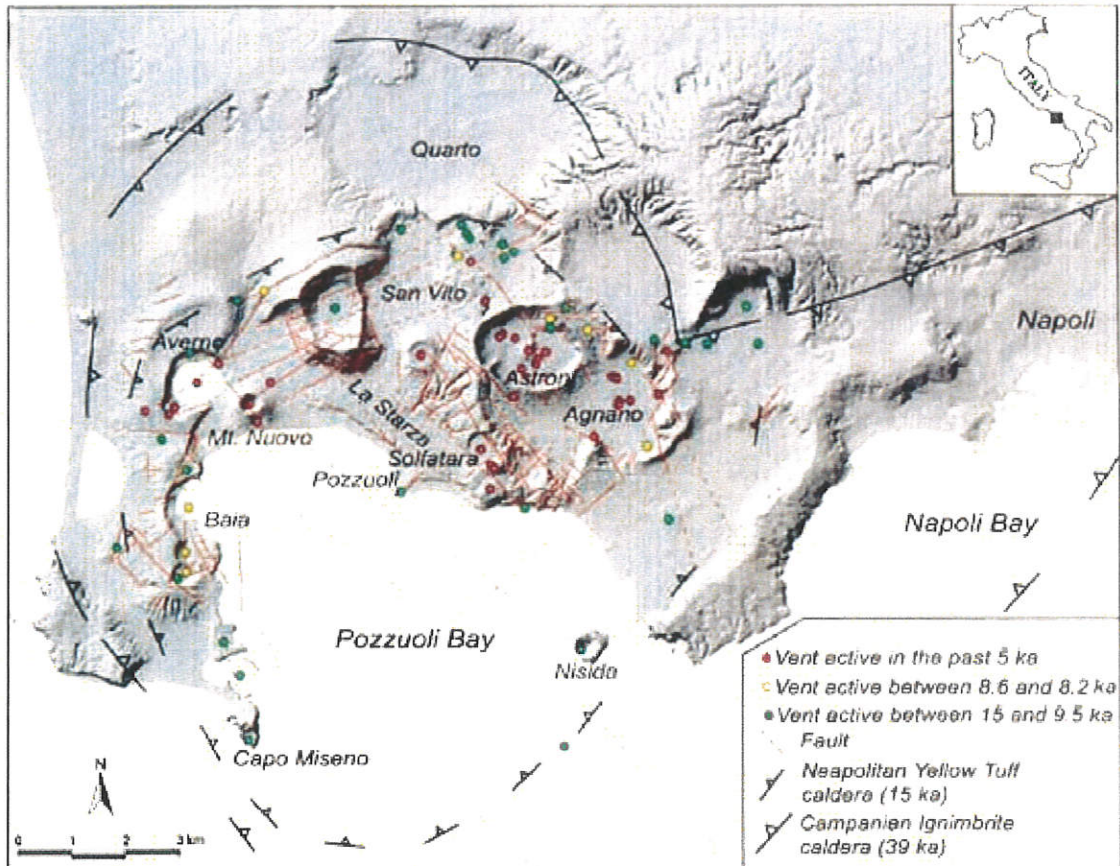 ITALY
Quarto
San Vito
Napoli
Averno
Astroni
La Starza
Agnano
Mt. Nuovo
Solfatara
Pozzuoli
Baia
Napoli Bay
Pozzuoli Bay
Nisida
Capo Miseno
N
0 1 2 3 km
Vent active in the past 5 ka
Vent active between 8.6 and 8.2 ka
Vent active between 15 and 9.5 ka
Fault
Neapolitan Yellow Tuff
caldera (15 ka)
Campanian Ignimbrite
caldera (39 ka)